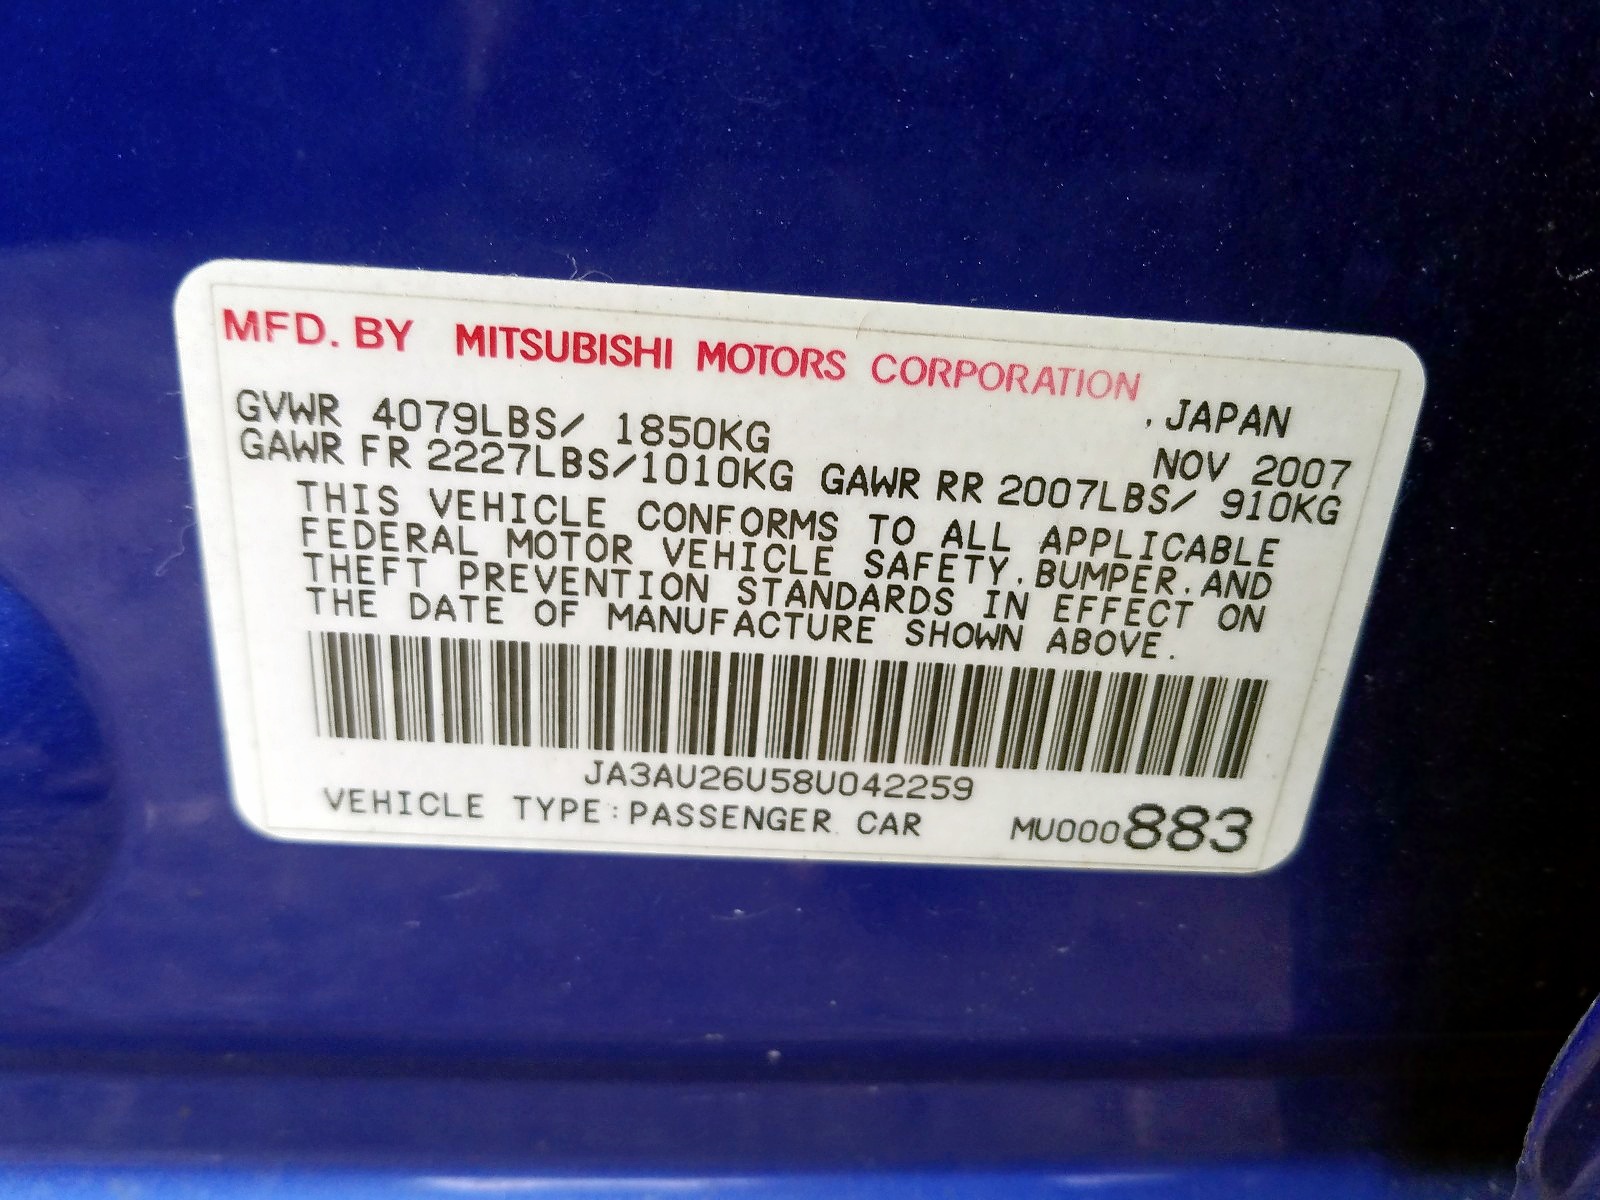 MFD. BY MITSUBISHI MOTORS CORPORATION
GVWR 4079LBS/ 1850KG , JAPAN
NOV 2007
GAWR FR 2227LBS/1010KG GAWR RR 2007LBS/ 910KG
THIS VEHICLE CONFORMS TO ALL APPLICABLE
FEDERAL MOTOR VEHICLE SAFETY, BUMPER, AND
THEFT PREVENTION STANDARDS IN EFFECT ON
THE DATE OF MANUFACTURE SHOWN ABOVE.
JA3AU26U58U042259
VEHICLE TYPE:PASSENGER CAR MU000883